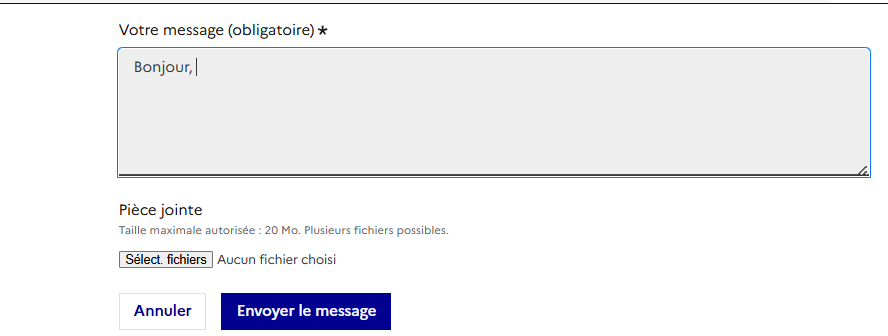 Votre message (obligatoire) *
Bonjour,
Pièce jointe
Taille maximale autorisée : 20 Mo. Plusieurs fichiers possibles.
Sélect. fichiers Aucun fichier choisi
Annuler Envoyer le message